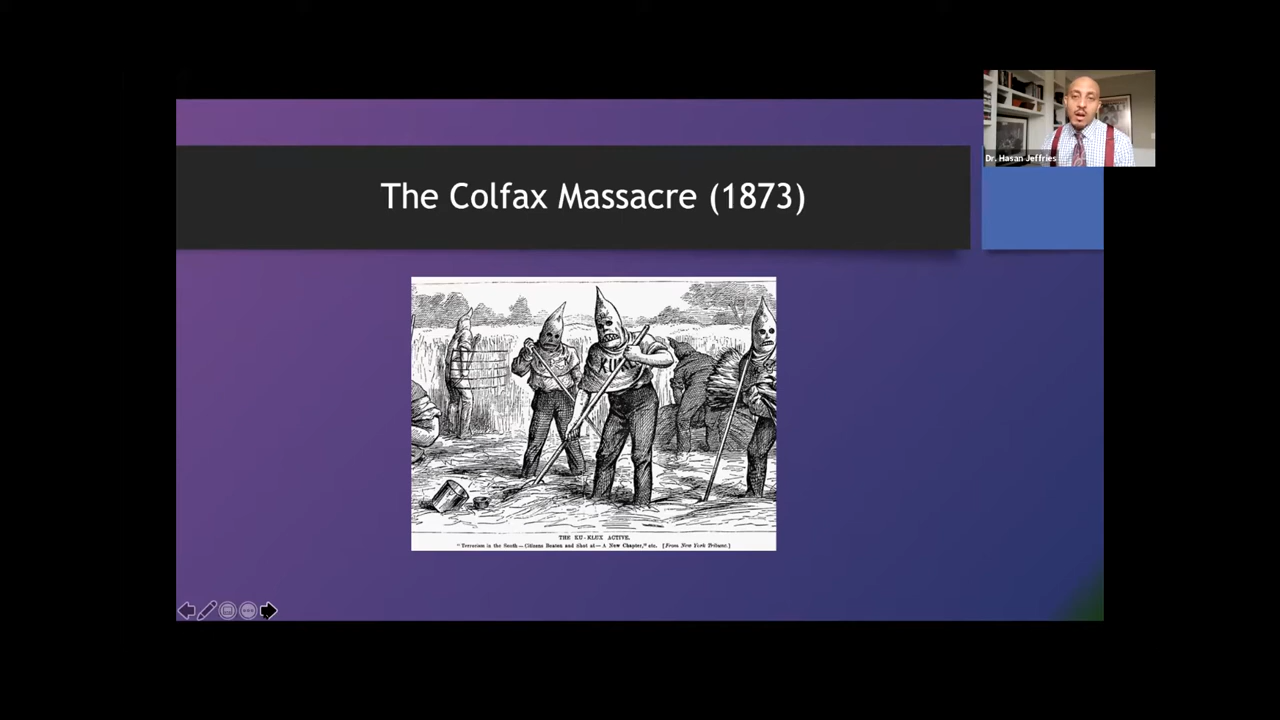 Dr. Hasan Jeffries
The Colfax Massacre (1873)
THE KU-KLUX ACTIVE.
"Terrorism in the South—Citizens Beaten and Shot at—A New Chapter," etc. [From New York Tribune.]